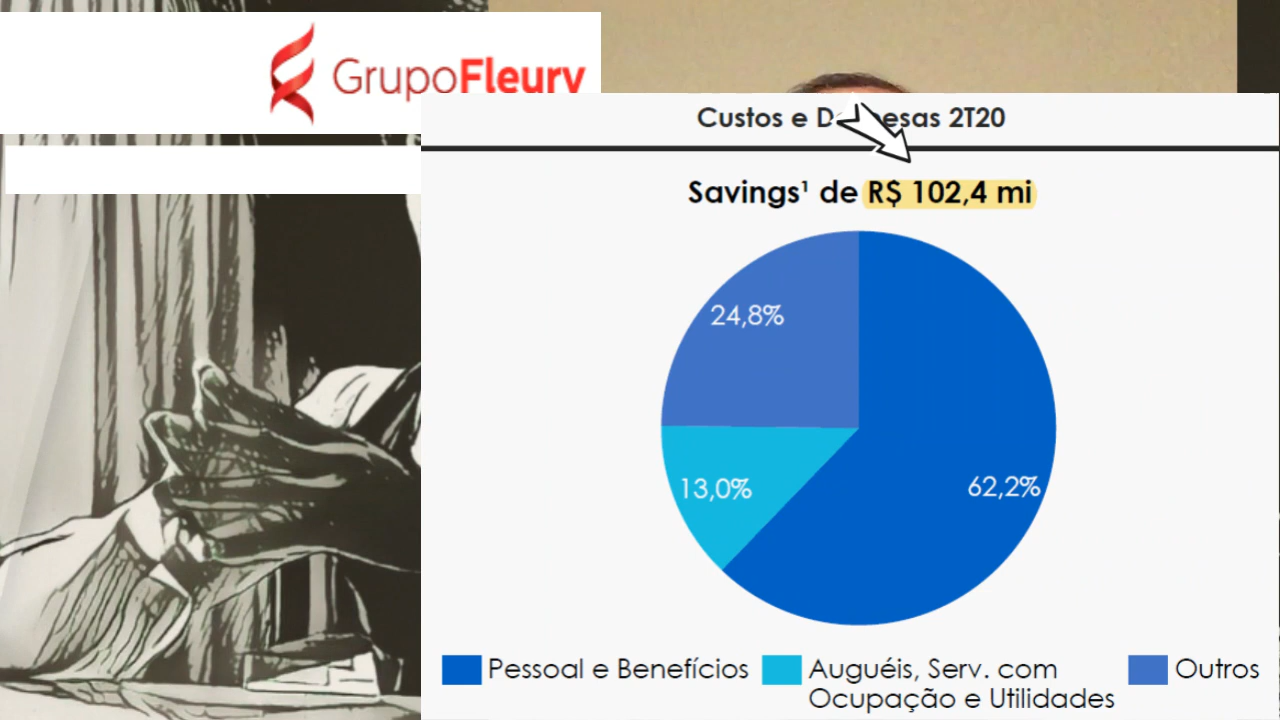 GrupoFleury
Custos e Despesas 2T20
Savings¹ de R$ 102,4 mi
24,8%
13,0%
62,2%
Pessoal e Benefícios
Auguéis, Serv. com
Ocupação e Utilidades
Outros